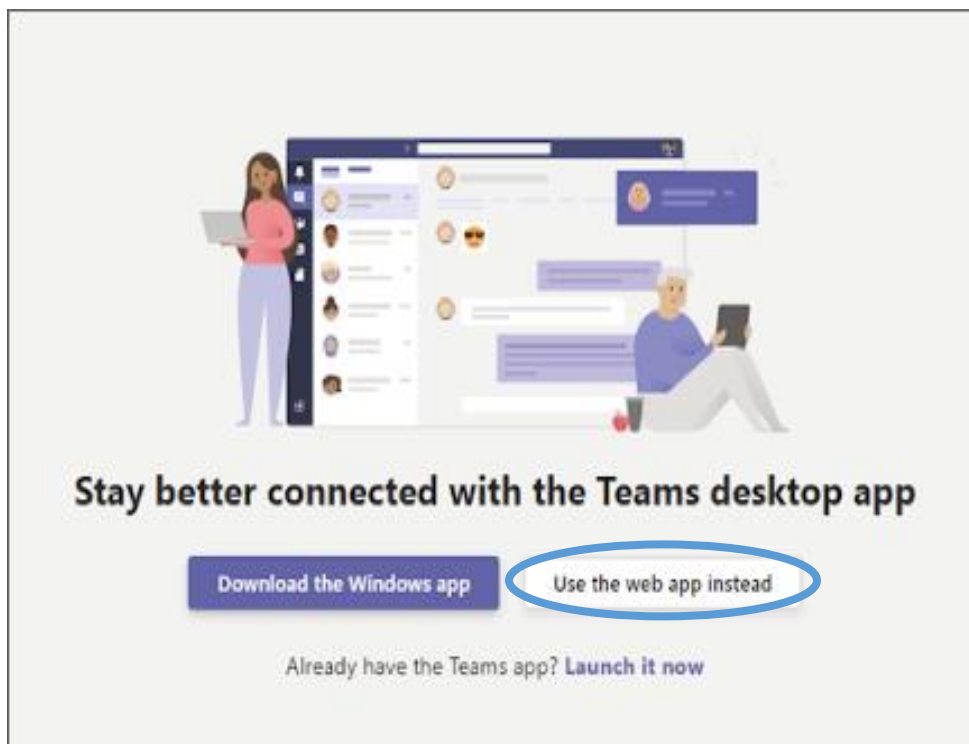 Stay better connected with the Teams desktop app
Download the Windows app
Use the web app instead
Already have the Teams app? Launch it now